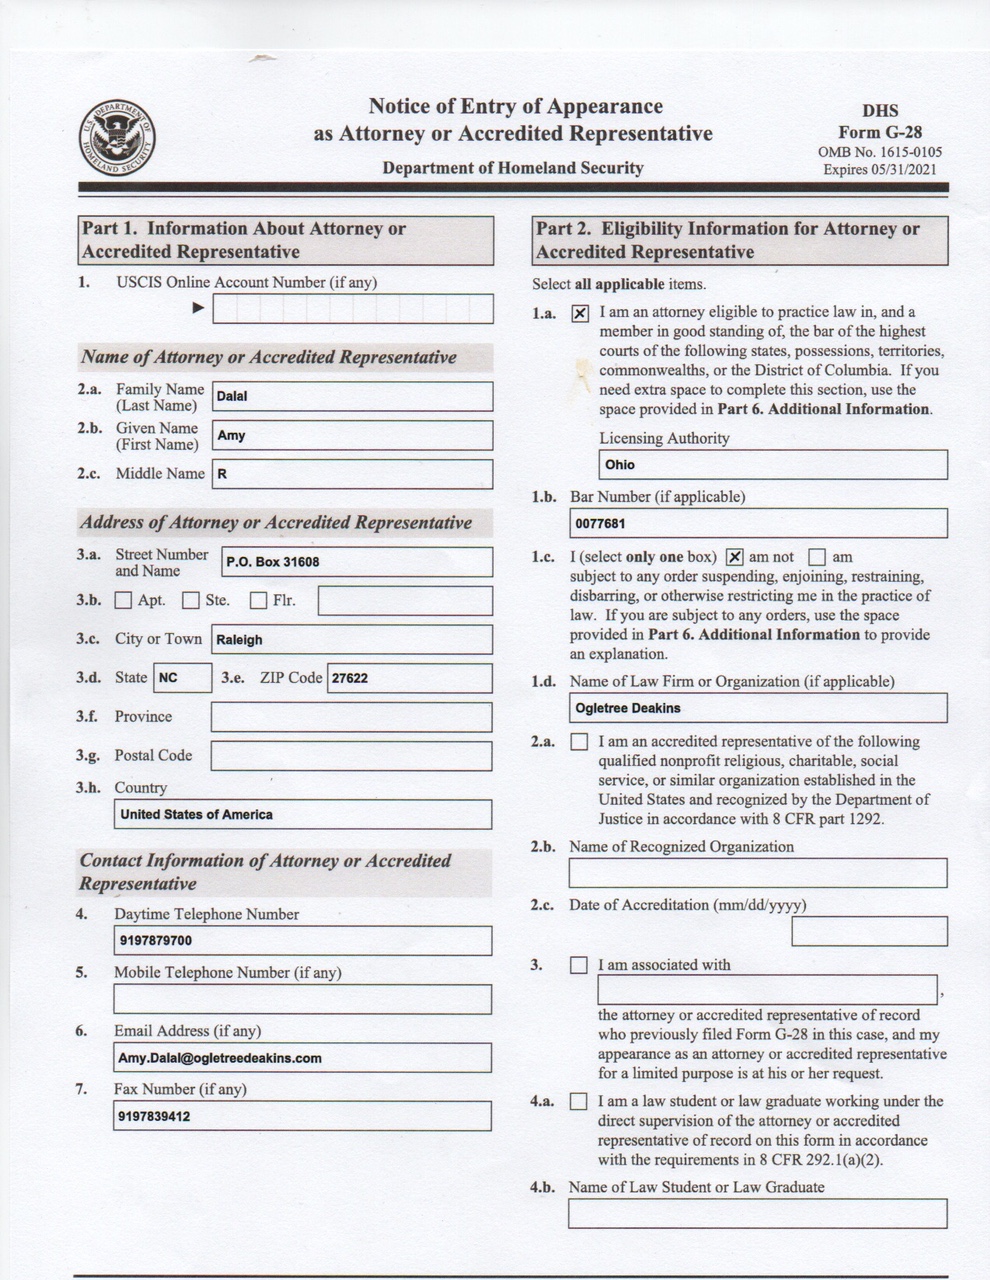 U.S. DEPARTMENT OF HOMELAND SECURITY
Notice of Entry of Appearance
as Attorney or Accredited Representative
Department of Homeland Security
DHS
Form G-28
OMB No. 1615-0105
Expires 05/31/2021
Part 1. Information About Attorney or
Accredited Representative
1. USCIS Online Account Number (if any)
Name of Attorney or Accredited Representative
2.a. Family Name
(Last Name)
Dalal
2.b. Given Name
(First Name)
Amy
2.c. Middle Name R
Address of Attorney or Accredited Representative
3.a. Street Number
and Name
P.O. Box 31608
3.b. Apt. Ste. Flr.
3.c. City or Town Raleigh
3.d. State NC 3.e. ZIP Code 27622
3.f. Province
3.g. Postal Code
3.h. Country
United States of America
Contact Information of Attorney or Accredited
Representative
4. Daytime Telephone Number
9197879700
5. Mobile Telephone Number (if any)
6. Email Address (if any)
Amy.Dalal@ogletreedeakins.com
7. Fax Number (if any)
9197839412
Part 2. Eligibility Information for Attorney or
Accredited Representative
Select all applicable items.
1.a. X I am an attorney eligible to practice law in, and a
member in good standing of, the bar of the highest
courts of the following states, possessions, territories,
commonwealths, or the District of Columbia. If you
need extra space to complete this section, use the
space provided in Part 6. Additional Information.
Licensing Authority
Ohio
1.b. Bar Number (if applicable)
0077681
1.c. I (select only one box) X am not am
subject to any order suspending, enjoining, restraining,
disbarring, or otherwise restricting me in the practice of
law. If you are subject to any orders, use the space
provided in Part 6. Additional Information to provide
an explanation.
1.d. Name of Law Firm or Organization (if applicable)
Ogletree Deakins
2.a. I am an accredited representative of the following
qualified nonprofit religious, charitable, social
service, or similar organization established in the
United States and recognized by the Department of
Justice in accordance with 8 CFR part 1292.
2.b. Name of Recognized Organization
2.c. Date of Accreditation (mm/dd/yyyy)
3. I am associated with
,
the attorney or accredited representative of record
who previously filed Form G-28 in this case, and my
appearance as an attorney or accredited representative
for a limited purpose is at his or her request.
4.a. I am a law student or law graduate working under the
direct supervision of the attorney or accredited
representative of record on this form in accordance
with the requirements in 8 CFR 292.1(a)(2).
4.b. Name of Law Student or Law Graduate